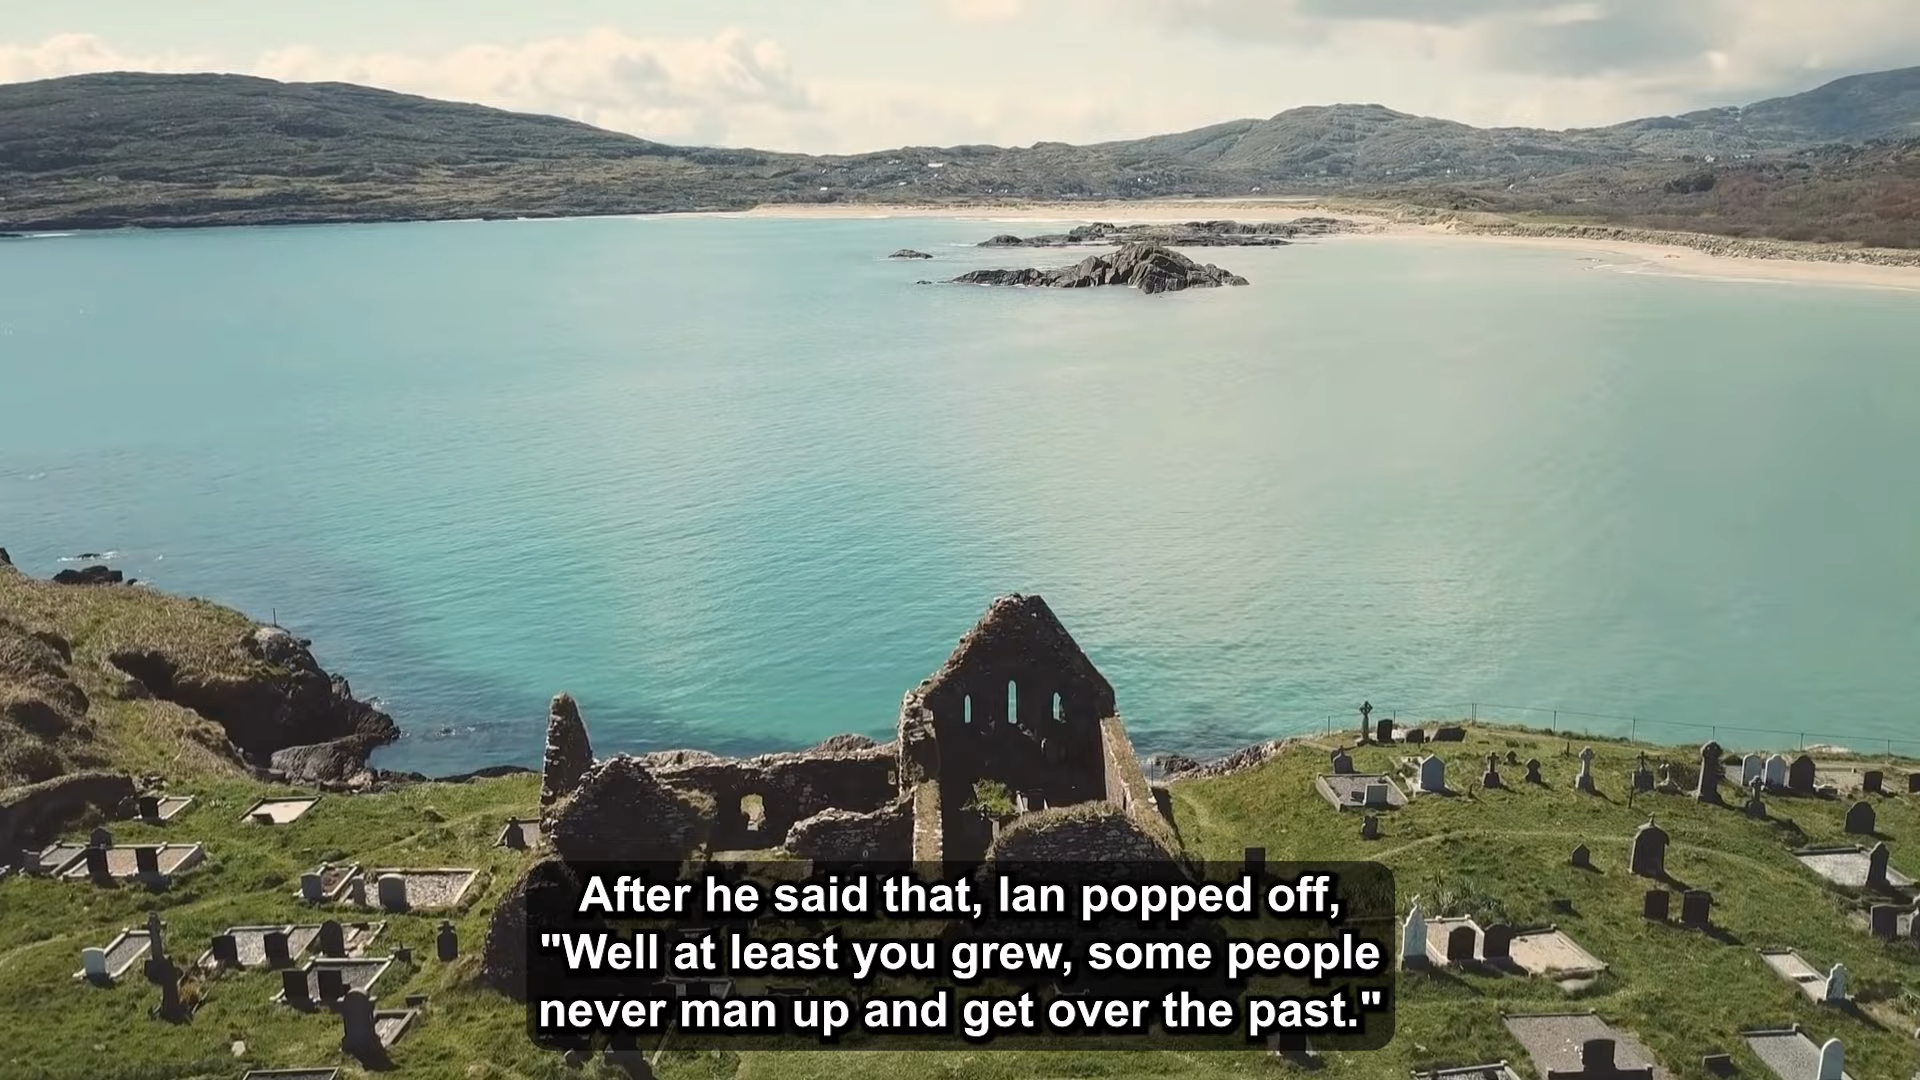 After he said that, Ian popped off,
"Well at least you grew, some people
never man up and get over the past."